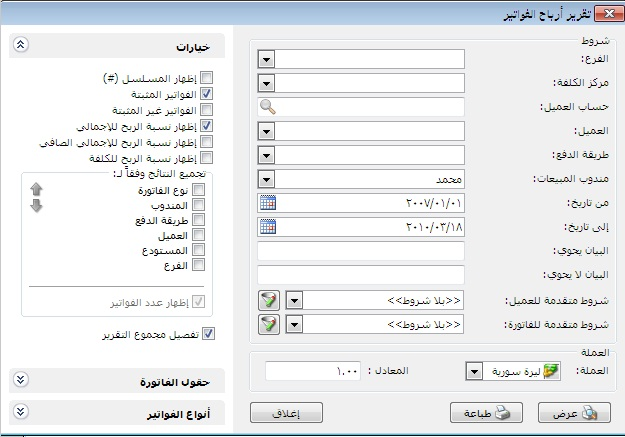 تقرير أرباح الفواتير
شروط
الفرع:
مركز الكلفة:
حساب العميل:
العميل:
طريقة الدفع:
مندوب المبيعات: محمد
من تاريخ: ٢٠٠٧/٠١/٠١
إلى تاريخ: ٢٠١٠/٠٣/١٨
البيان يحوي:
البيان لا يحوي:
شروط متقدمة للعميل: <<بلا شروط>>
شروط متقدمة للفاتورة: <<بلا شروط>>
العملة
العملة: ليرة سورية المعادل : ١.٠٠
عرض طباعة إغلاق
خيارات
إظهار المسلسل (#)
الفواتير المثبتة
الفواتير غير المثبتة
إظهار نسبة الربح للإجمالي
إظهار نسبة الربح للإجمالي الصافي
إظهار نسبة الربح للكلفة
تجميع النتائج وفقاً لـ:
نوع الفاتورة
المندوب
طريقة الدفع
العميل
المستودع
الفرع
إظهار عدد الفواتير
تفصيل مجموع التقرير
حقول الفاتورة
أنواع الفواتير